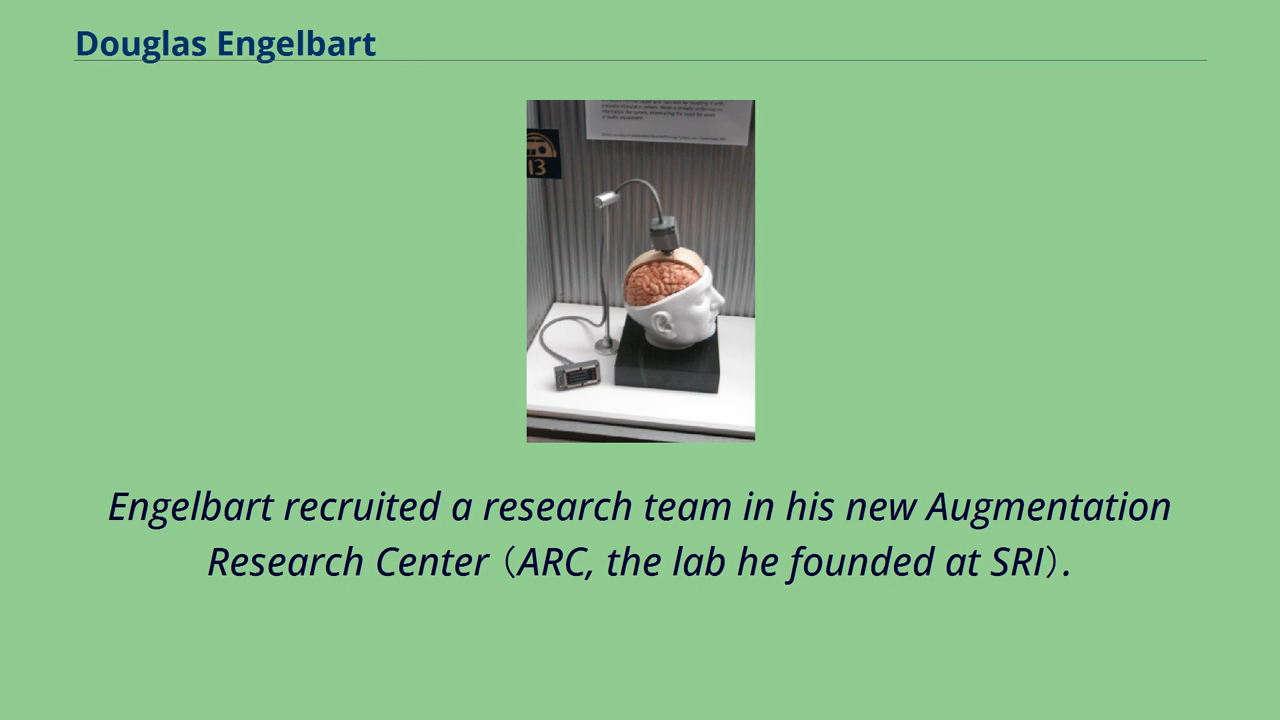 Douglas Engelbart
13
Engelbart recruited a research team in his new Augmentation
Research Center（ARC, the lab he founded at SRI）.